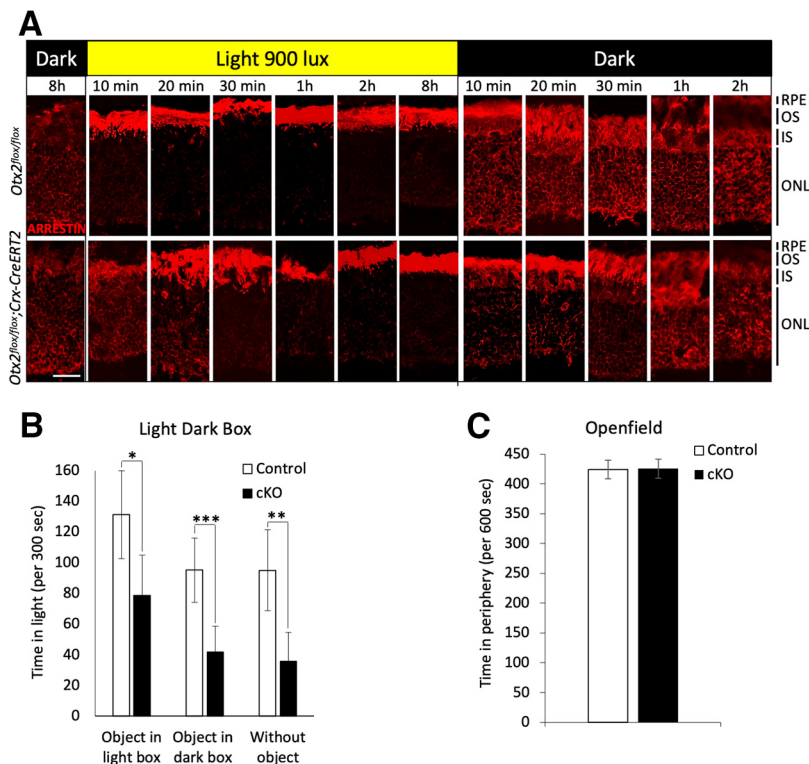 A
Dark Light 900 lux Dark
8h 10 min 20 min 30 min 1h 2h 8h 10 min 20 min 30 min 1h 2h
Otx2flox/flox
ARRESTIN
RPE
OS
IS
ONL
Otx2flox/flox;Crx-CreERT2
RPE
OS
IS
ONL
B
Light Dark Box
Control
cKO
Time in light (per 300 sec)
160
140
120
100
80
60
40
20
0
*
***
**
Object in light box
Object in dark box
Without object
C
Openfield
Control
cKO
Time in periphery (per 600 sec)
450
400
350
300
250
200
150
100
50
0